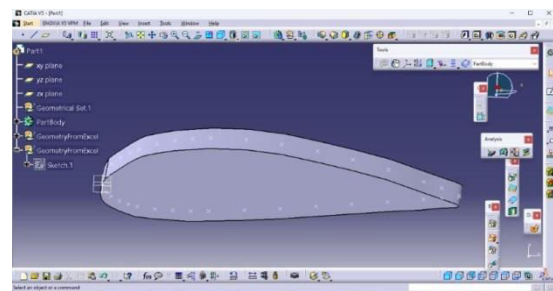 CATIA V5 - [Part1]
Start ENOVIA V5 VPM File Edit View Insert Tools Window Help
Part1
xy plane
yz plane
zx plane
Geometrical Set.1
PartBody
GeometryFromExcel
GeometryFromExcel
Sketch.1
Tools
PartBody
Analysis
Select an object or a command